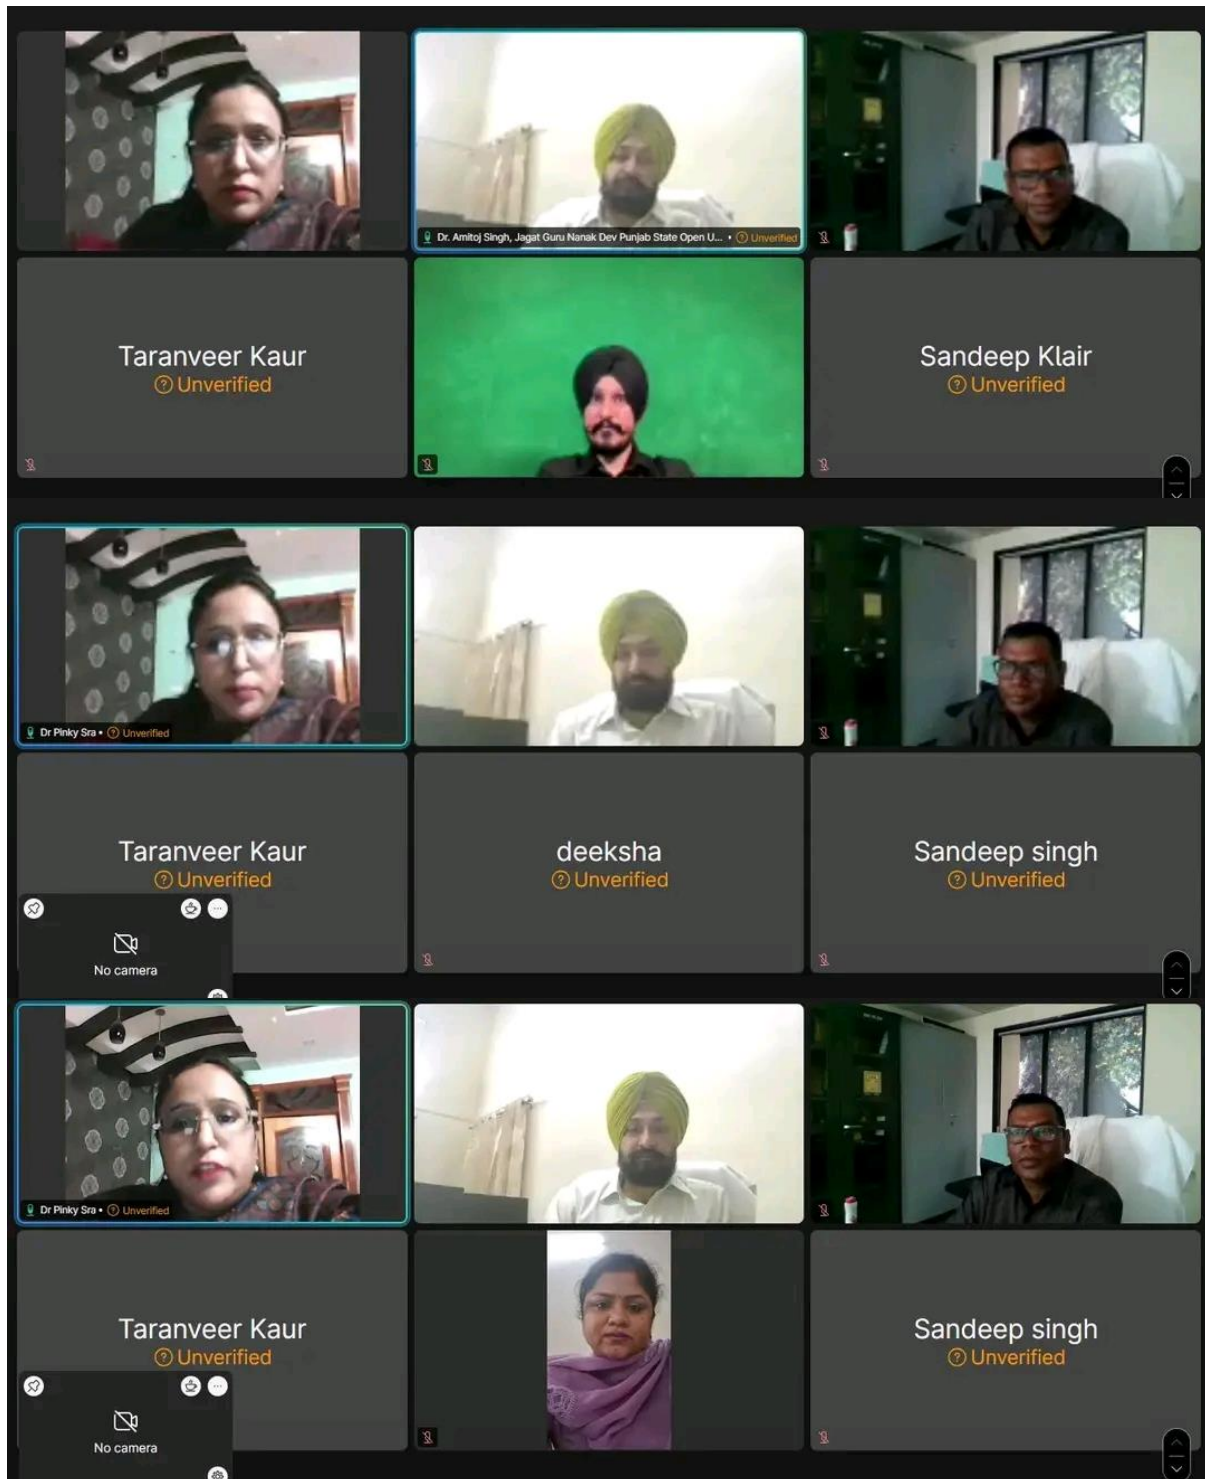 Dr. Amitoj Singh, Jagat Guru Nanak Dev Punjab State Open U... • Unverified
Taranveer Kaur
Unverified
Sandeep Klair
Unverified
Dr Pinky Sra • Unverified
Taranveer Kaur
Unverified
deeksha
Unverified
Sandeep singh
Unverified
No camera
Dr Pinky Sra • Unverified
Taranveer Kaur
Unverified
Sandeep singh
Unverified
No camera